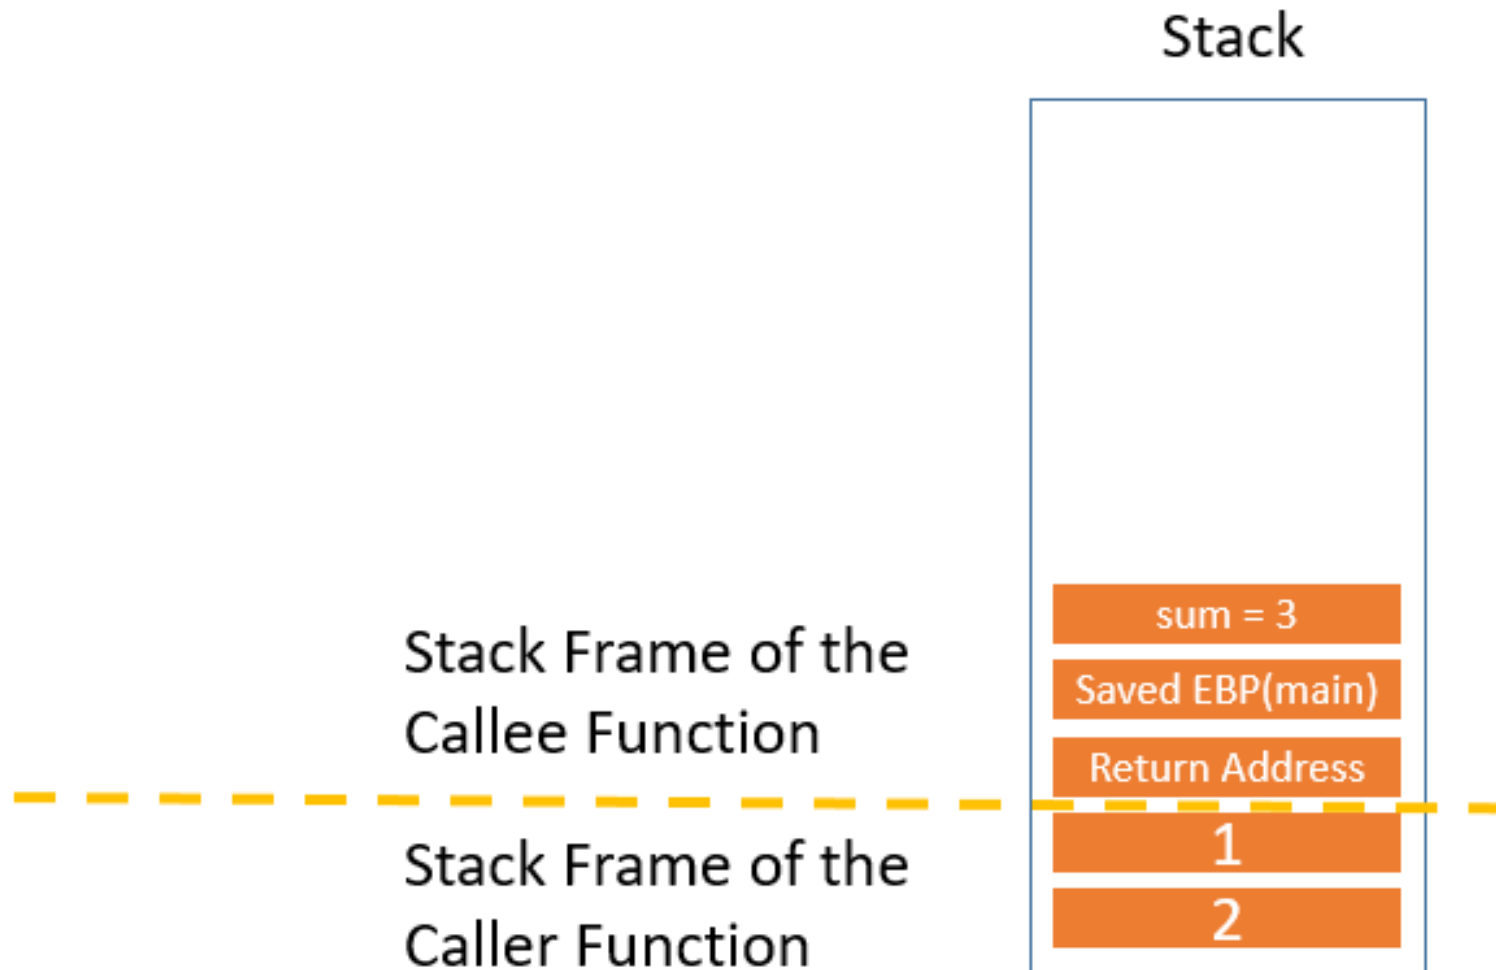 Stack
sum = 3
Stack Frame of the
Callee Function
Saved EBP(main)
Return Address
Stack Frame of the
Caller Function
1
2